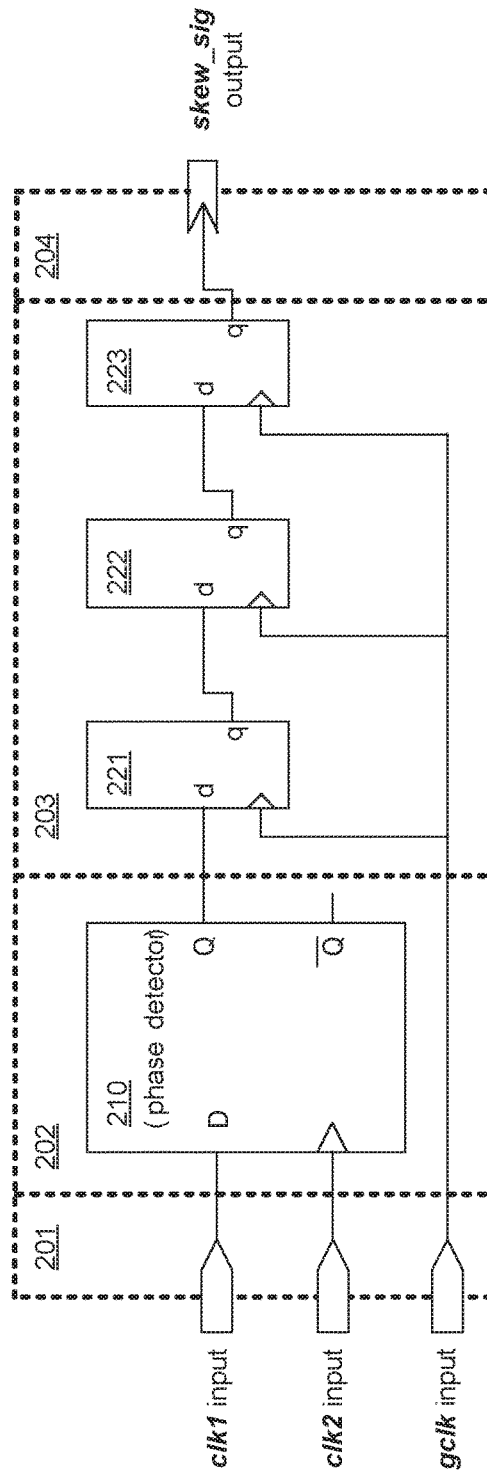 201
202
203
204
clk1 input
clk2 input
gclk input
210
(phase detector)
D
Q
Q
221
d
q
222
d
q
223
d
q
skew_sig
output